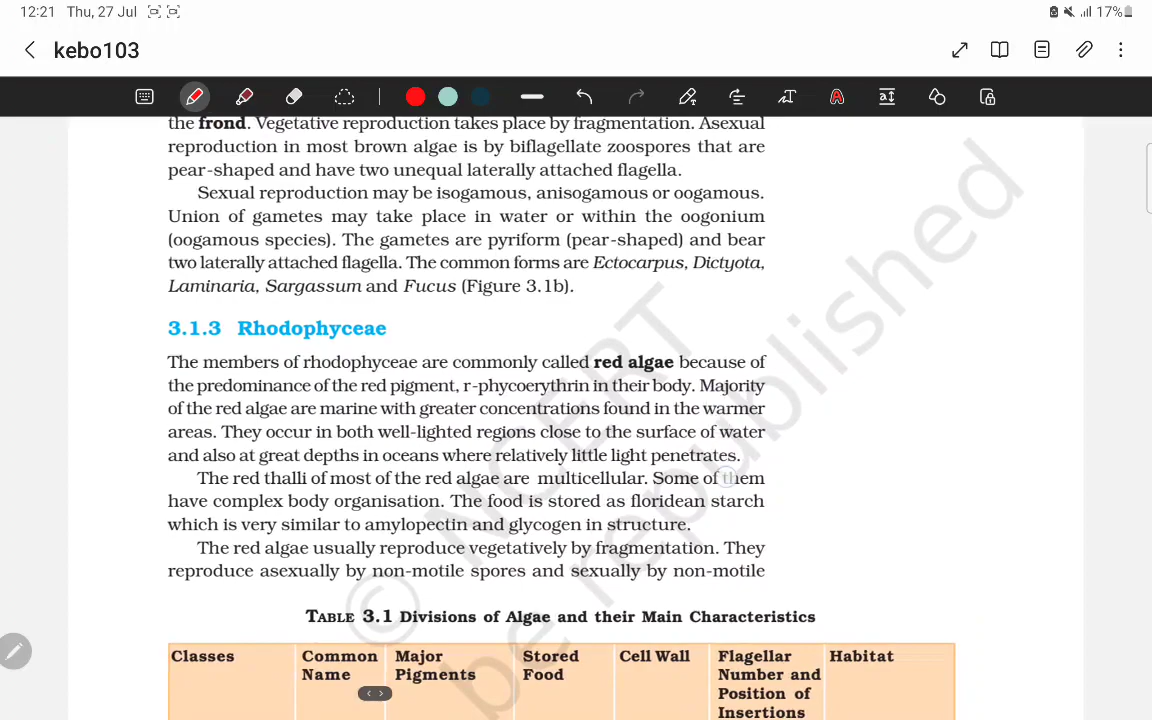 12:21 Thu, 27 Jul 17%
kebo103
the frond. Vegetative reproduction takes place by fragmentation. Asexual
reproduction in most brown algae is by biflagellate zoospores that are
pear-shaped and have two unequal laterally attached flagella.
Sexual reproduction may be isogamous, anisogamous or oogamous.
Union of gametes may take place in water or within the oogonium
(oogamous species). The gametes are pyriform (pear-shaped) and bear
two laterally attached flagella. The common forms are Ectocarpus, Dictyota,
Laminaria, Sargassum and Fucus (Figure 3.1b).
3.1.3 Rhodophyceae
The members of rhodophyceae are commonly called red algae because of
the predominance of the red pigment, r-phycoerythrin in their body. Majority
of the red algae are marine with greater concentrations found in the warmer
areas. They occur in both well-lighted regions close to the surface of water
and also at great depths in oceans where relatively little light penetrates.
The red thalli of most of the red algae are multicellular. Some of them
have complex body organisation. The food is stored as floridean starch
which is very similar to amylopectin and glycogen in structure.
The red algae usually reproduce vegetatively by fragmentation. They
reproduce asexually by non-motile spores and sexually by non-motile
TABLE 3.1 Divisions of Algae and their Main Characteristics
Classes Common Major Stored Cell Wall Flagellar Habitat
Name Pigments Food Number and
Position of
Insertions
© NCERT
be republished